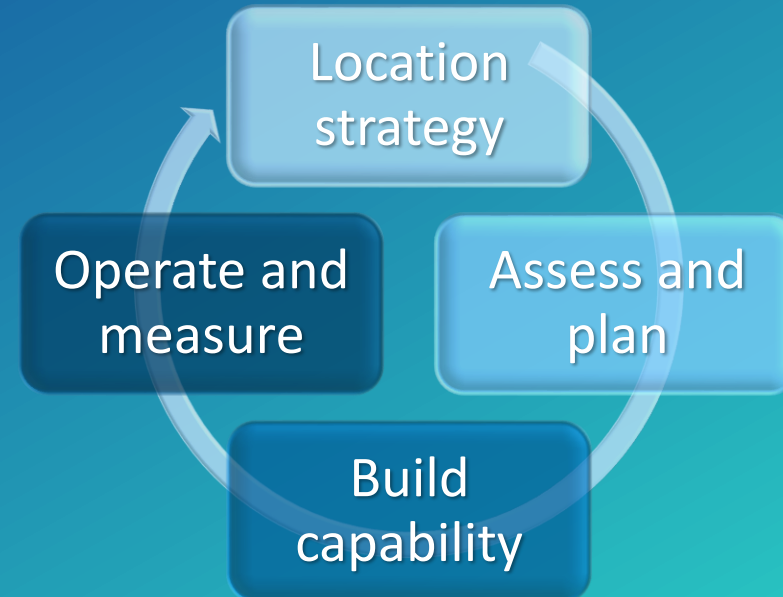 Location
strategy
Assess and
plan
Build
capability
Operate and
measure